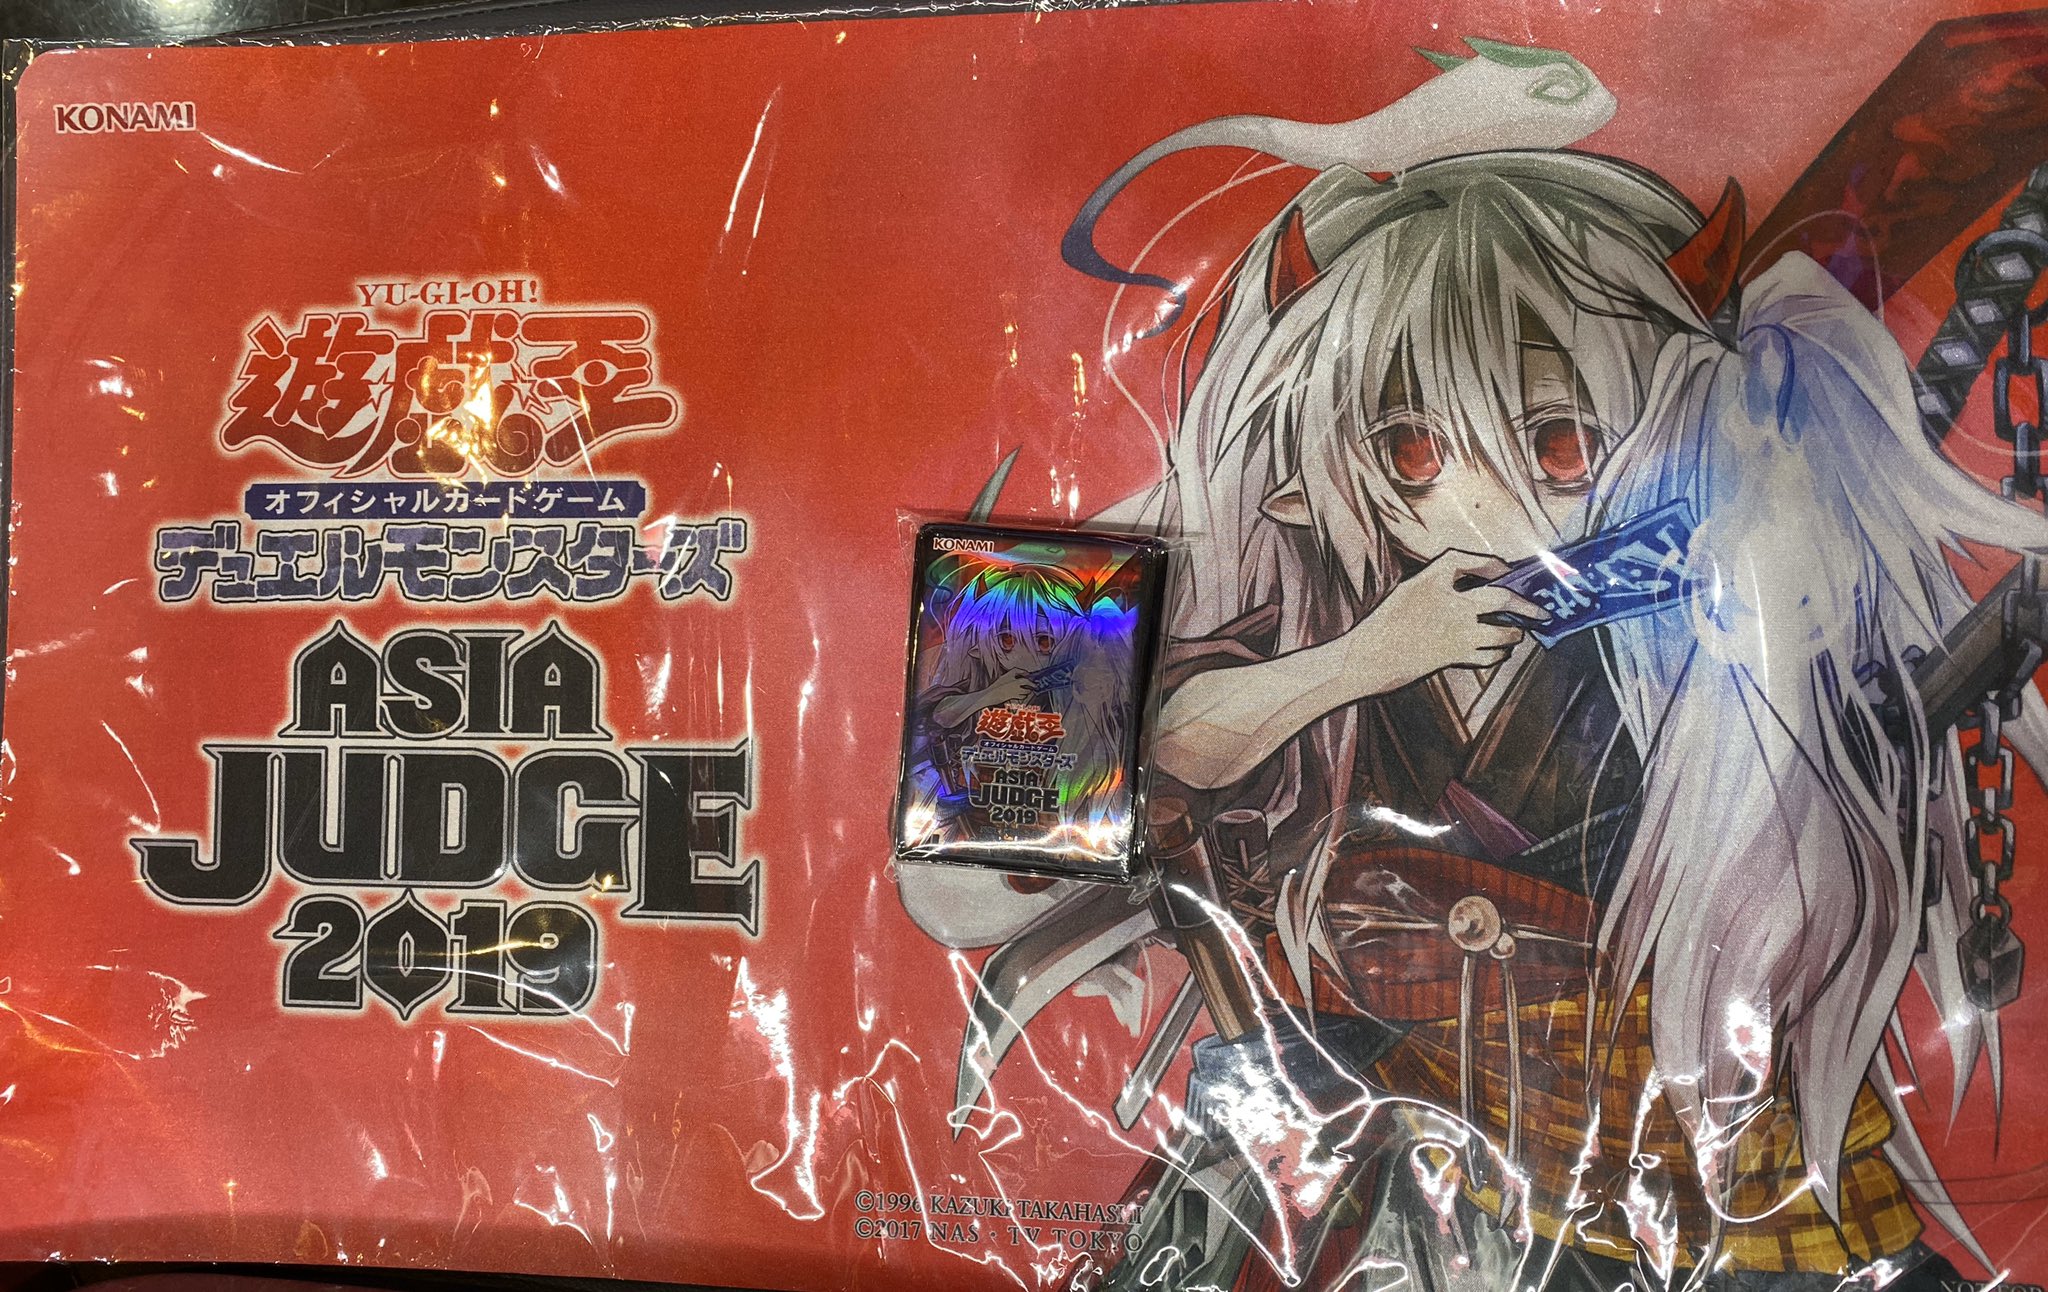 KONAMI
YU-GI-OH!
遊戯王
オフィシャルカードゲーム
デュエルモンスターズ
ASIA
JUDGE
2019
KONAMI
遊戯王
オフィシャルカードゲーム
デュエルモンスターズ
ASIA
JUDGE
2019
©1996 KAZUKI TAKAHASHI
©2017 NAS・TV TOKYO
NOT FOR